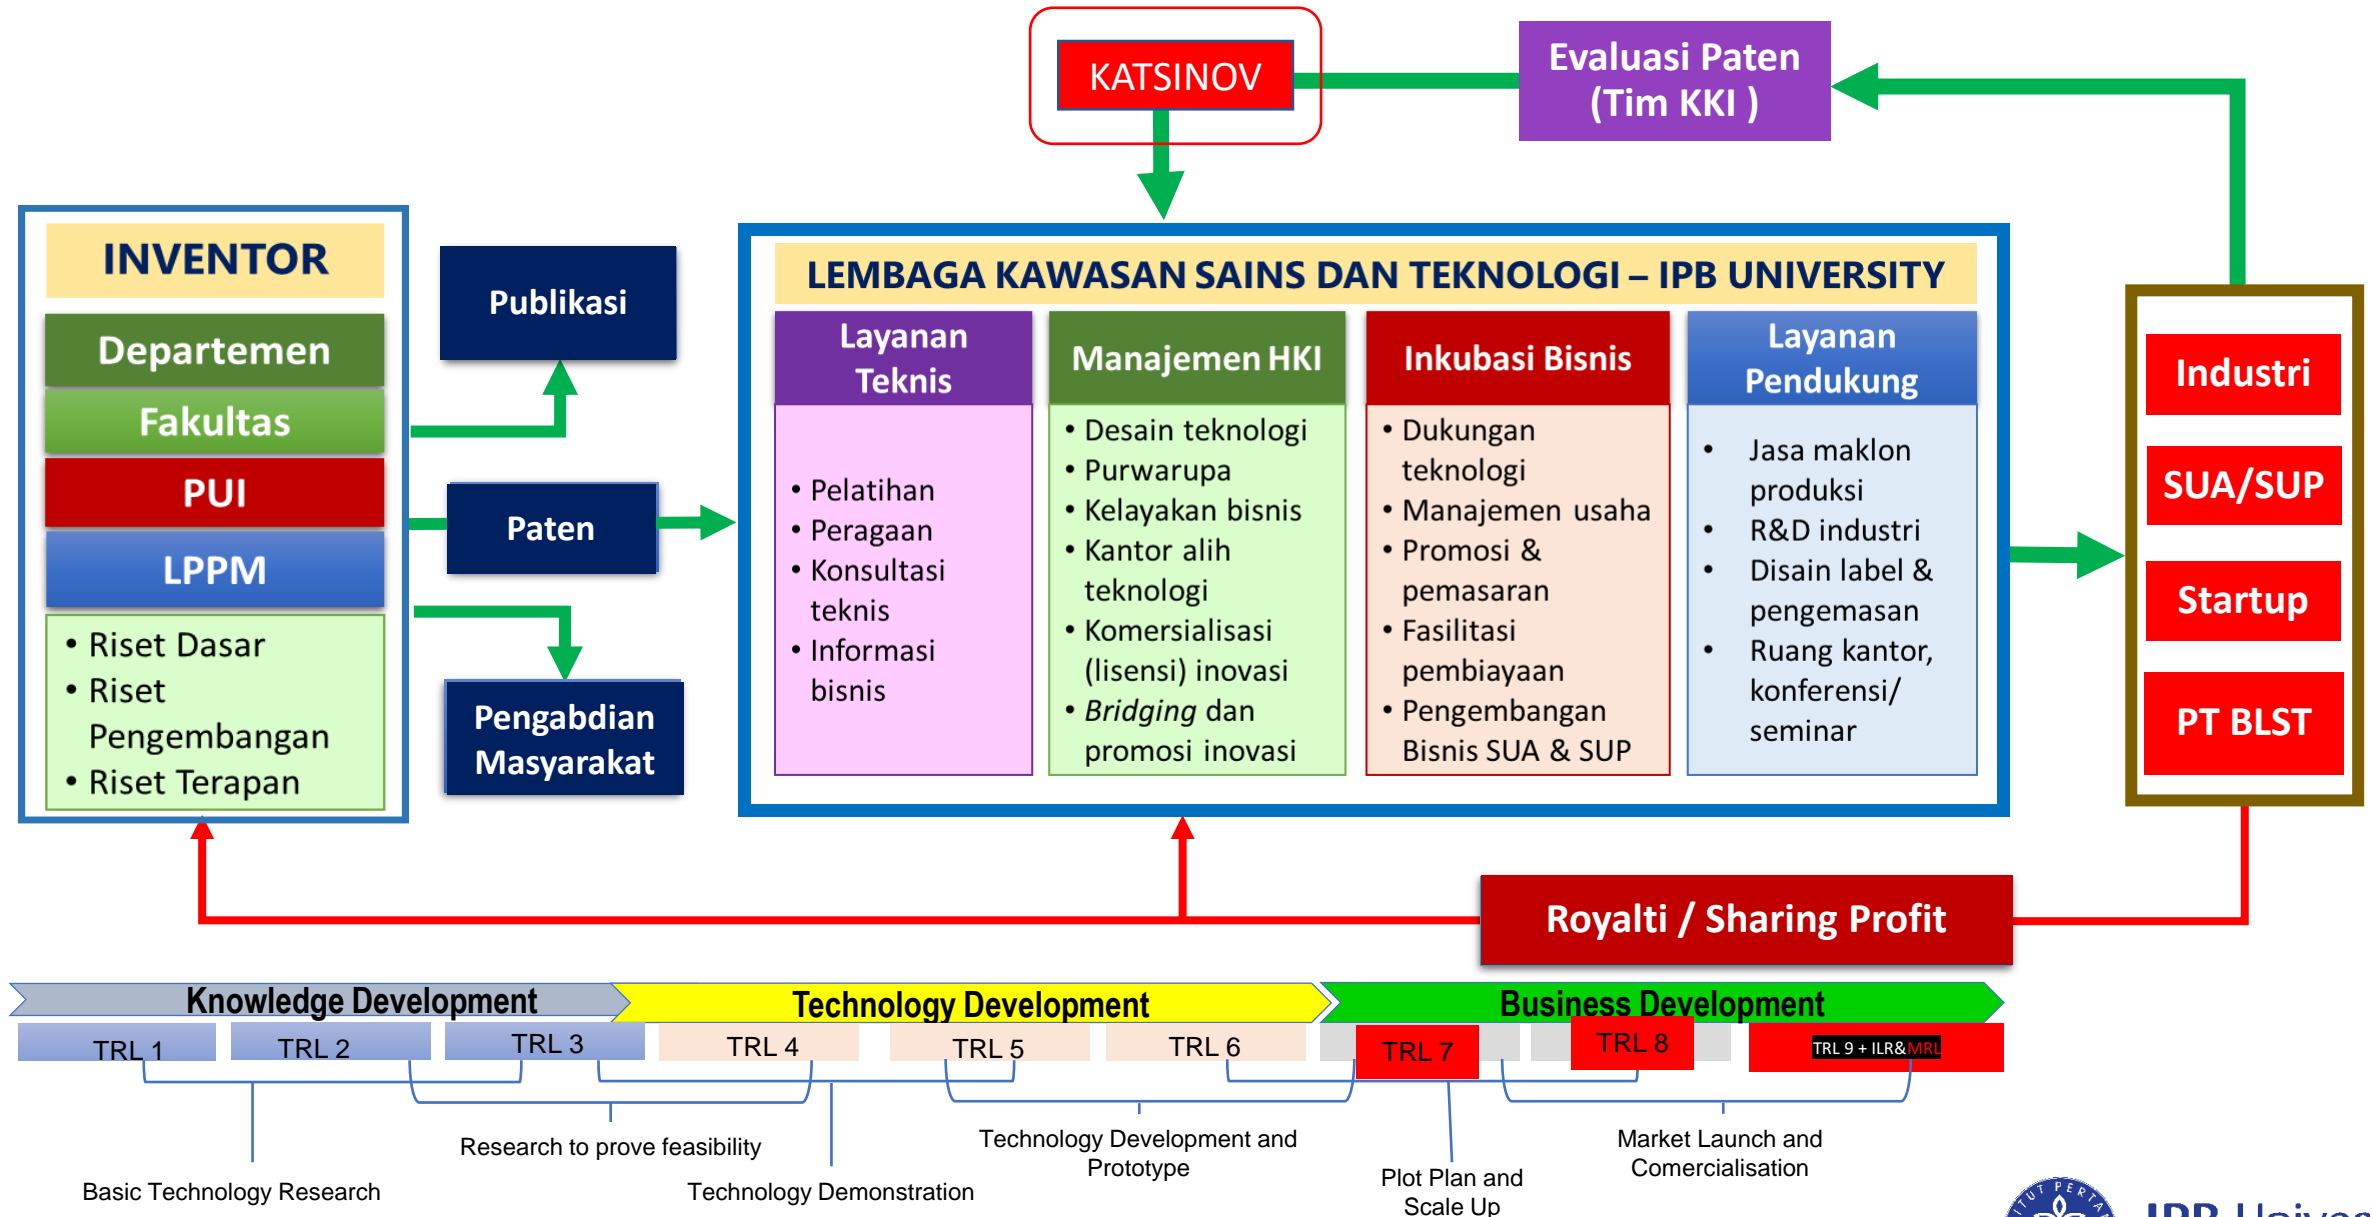 KATSINOV
Evaluasi Paten
(Tim KKI )
INVENTOR
Departemen
Fakultas
PUI
LPPM
• Riset Dasar
• Riset
Pengembangan
• Riset Terapan
Publikasi
Paten
Pengabdian
Masyarakat
LEMBAGA KAWASAN SAINS DAN TEKNOLOGI – IPB UNIVERSITY
Layanan
Teknis
• Pelatihan
• Peragaan
• Konsultasi
teknis
• Informasi
bisnis
Manajemen HKI
• Desain teknologi
• Purwarupa
• Kelayakan bisnis
• Kantor alih
teknologi
• Komersialisasi
(lisensi) inovasi
• Bridging dan
promosi inovasi
Inkubasi Bisnis
• Dukungan
teknologi
• Manajemen usaha
• Promosi &
pemasaran
• Fasilitasi
pembiayaan
• Pengembangan
Bisnis SUA & SUP
Layanan
Pendukung
• Jasa maklon
produksi
• R&D industri
• Disain label &
pengemasan
• Ruang kantor,
konferensi/
seminar
Industri
SUA/SUP
Startup
PT BLST
Royalti / Sharing Profit
Knowledge Development
Technology Development
Business Development
TRL 1
TRL 2
TRL 3
TRL 4
TRL 5
TRL 6
TRL 7
TRL 8
TRL 9 + ILR&MRL
Basic Technology Research
Research to prove feasibility
Technology Demonstration
Technology Development and
Prototype
Plot Plan and
Scale Up
Market Launch and
Comercialisation
IPB